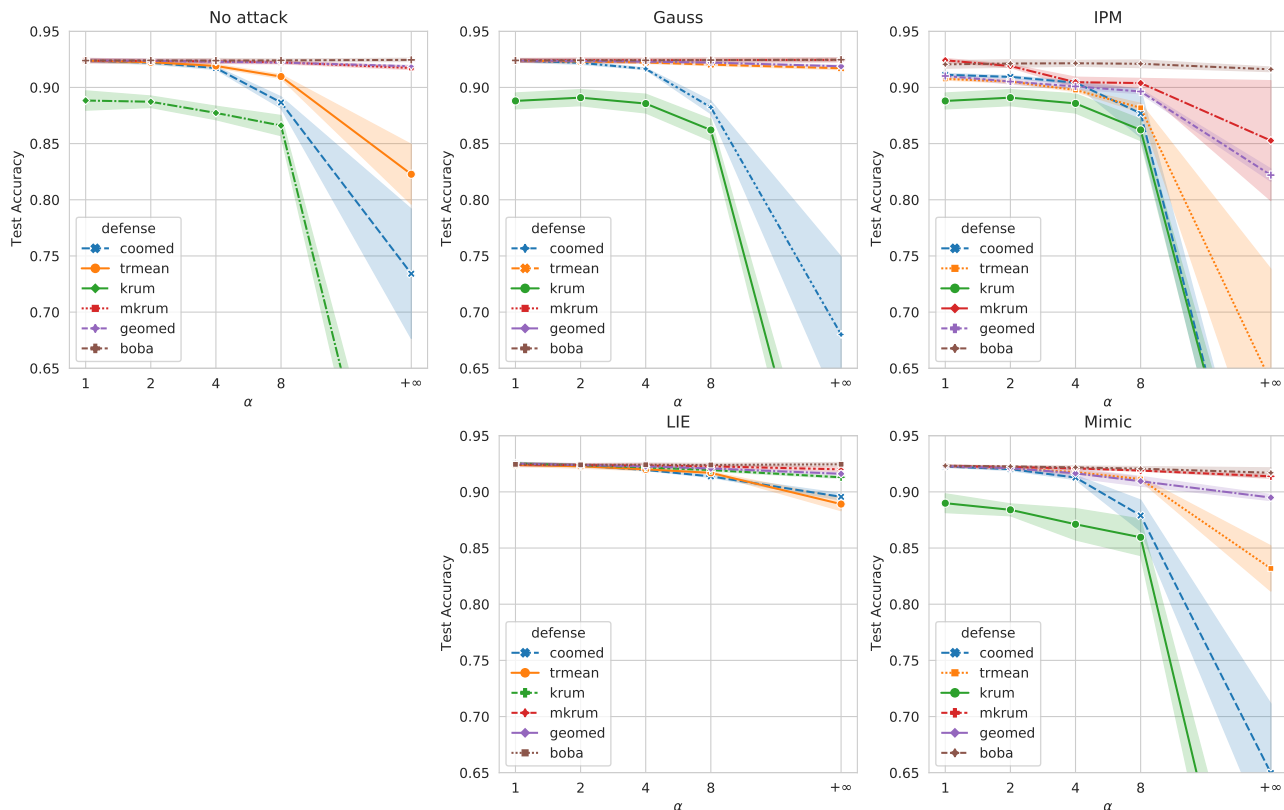 No attack
0.95
0.90
0.85
0.80
0.75
0.70
0.65
Test Accuracy
defense
coomed
trmean
krum
mkrum
geomed
boba
1
2
4
8
+∞
α
Gauss
0.95
0.90
0.85
0.80
0.75
0.70
0.65
Test Accuracy
defense
coomed
trmean
krum
mkrum
geomed
boba
1
2
4
8
+∞
α
IPM
0.95
0.90
0.85
0.80
0.75
0.70
0.65
Test Accuracy
defense
coomed
trmean
krum
mkrum
geomed
boba
1
2
4
8
+∞
α
LIE
0.95
0.90
0.85
0.80
0.75
0.70
0.65
Test Accuracy
defense
coomed
trmean
krum
mkrum
geomed
boba
1
2
4
8
+∞
α
Mimic
0.95
0.90
0.85
0.80
0.75
0.70
0.65
Test Accuracy
defense
coomed
trmean
krum
mkrum
geomed
boba
1
2
4
8
+∞
α